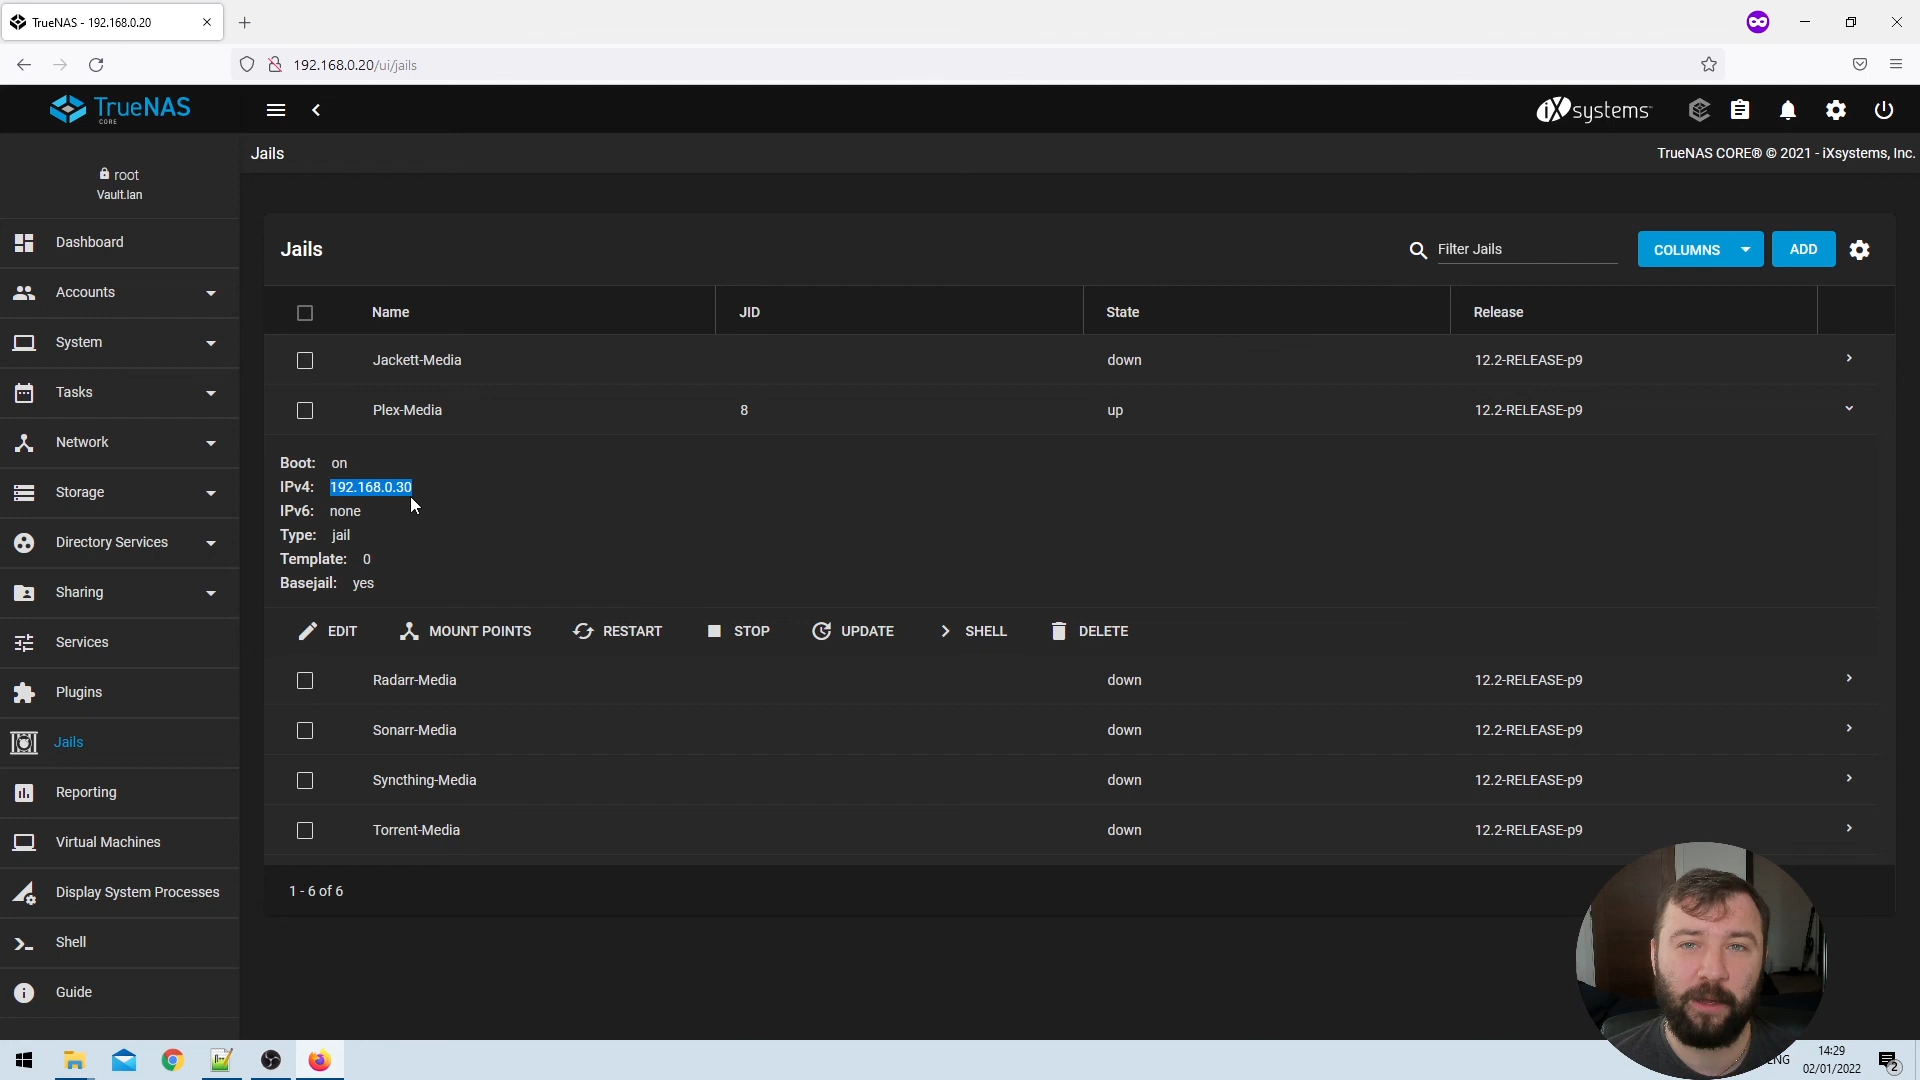 TrueNAS - 192.168.0.20
192.168.0.20/ui/jails
TrueNAS
CORE
iXsystems
Jails
TrueNAS CORE® © 2021 - iXsystems, Inc.
root
Vault.lan
Dashboard
Accounts
System
Tasks
Network
Storage
Directory Services
Sharing
Services
Plugins
Jails
Reporting
Virtual Machines
Display System Processes
Shell
Guide
Jails
Filter Jails
COLUMNS
ADD
Name JID State Release
Jackett-Media down 12.2-RELEASE-p9
Plex-Media 8 up 12.2-RELEASE-p9
Boot: on
IPv4: 192.168.0.30
IPv6: none
Type: jail
Template: 0
Basejail: yes
EDIT MOUNT POINTS RESTART STOP UPDATE SHELL DELETE
Radarr-Media down 12.2-RELEASE-p9
Sonarr-Media down 12.2-RELEASE-p9
Syncthing-Media down 12.2-RELEASE-p9
Torrent-Media down 12.2-RELEASE-p9
1 - 6 of 6
ENG
14:29
02/01/2022
2